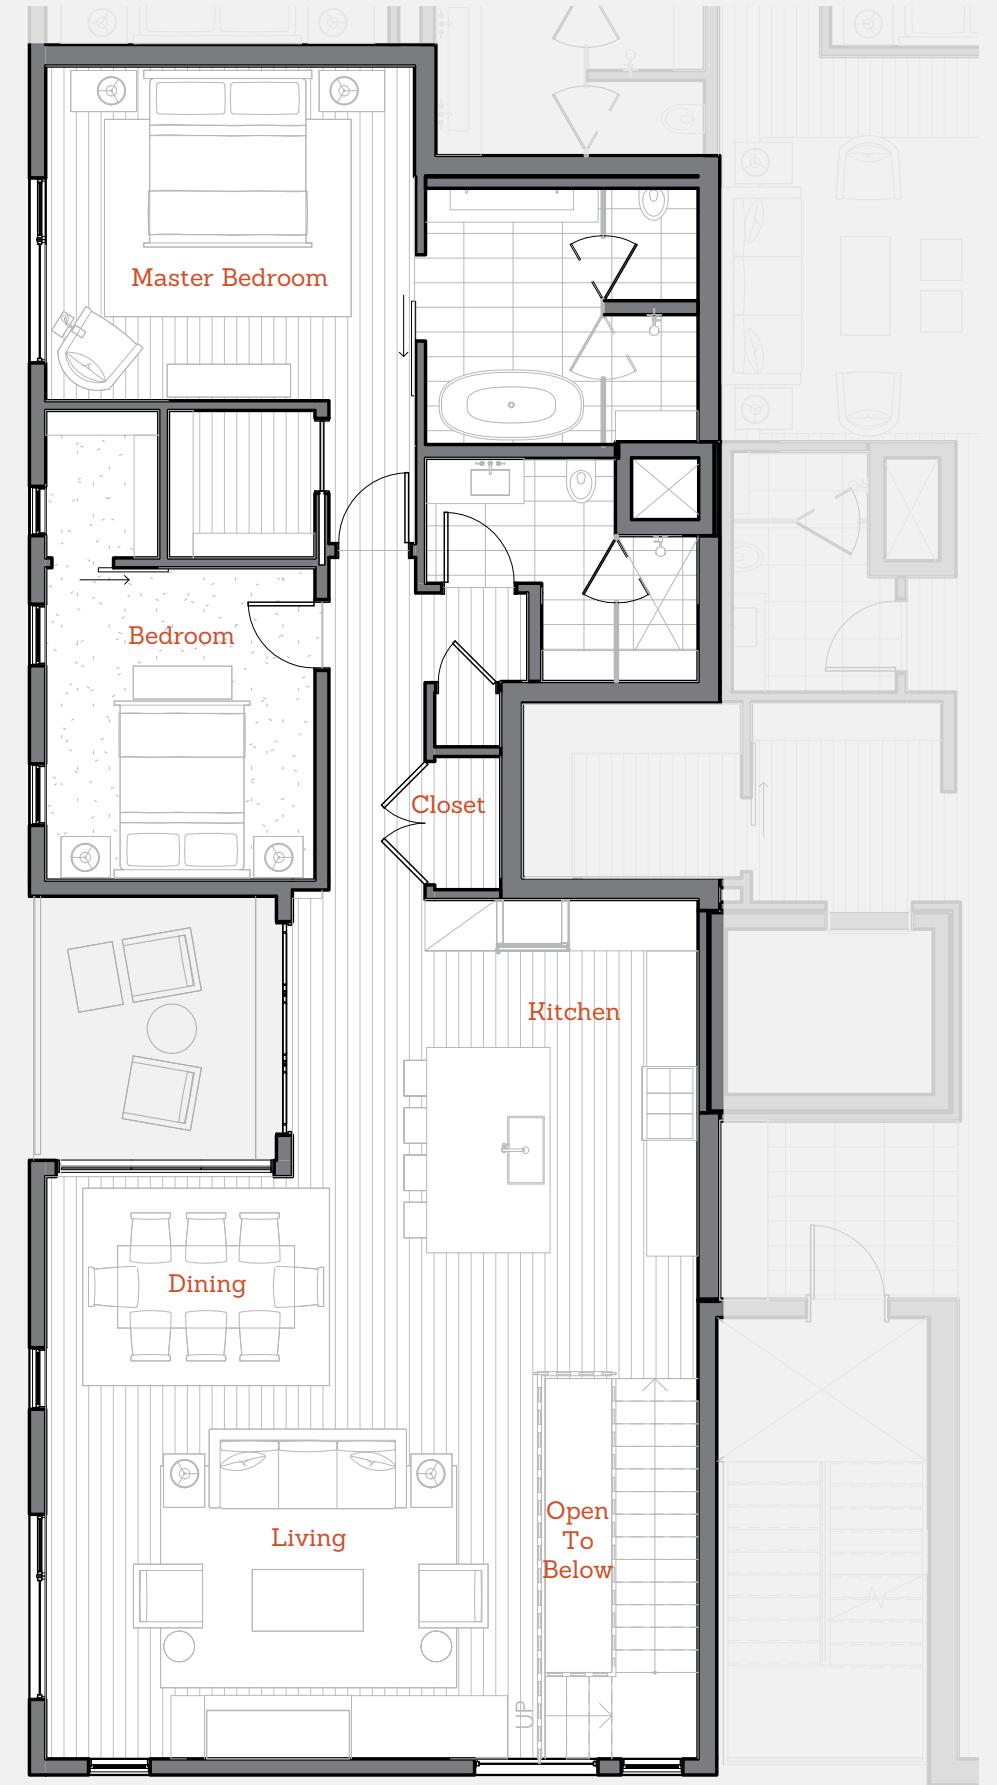 Master Bedroom
Bedroom
Closet
Kitchen
Dining
Open
To
Below
Living
UP